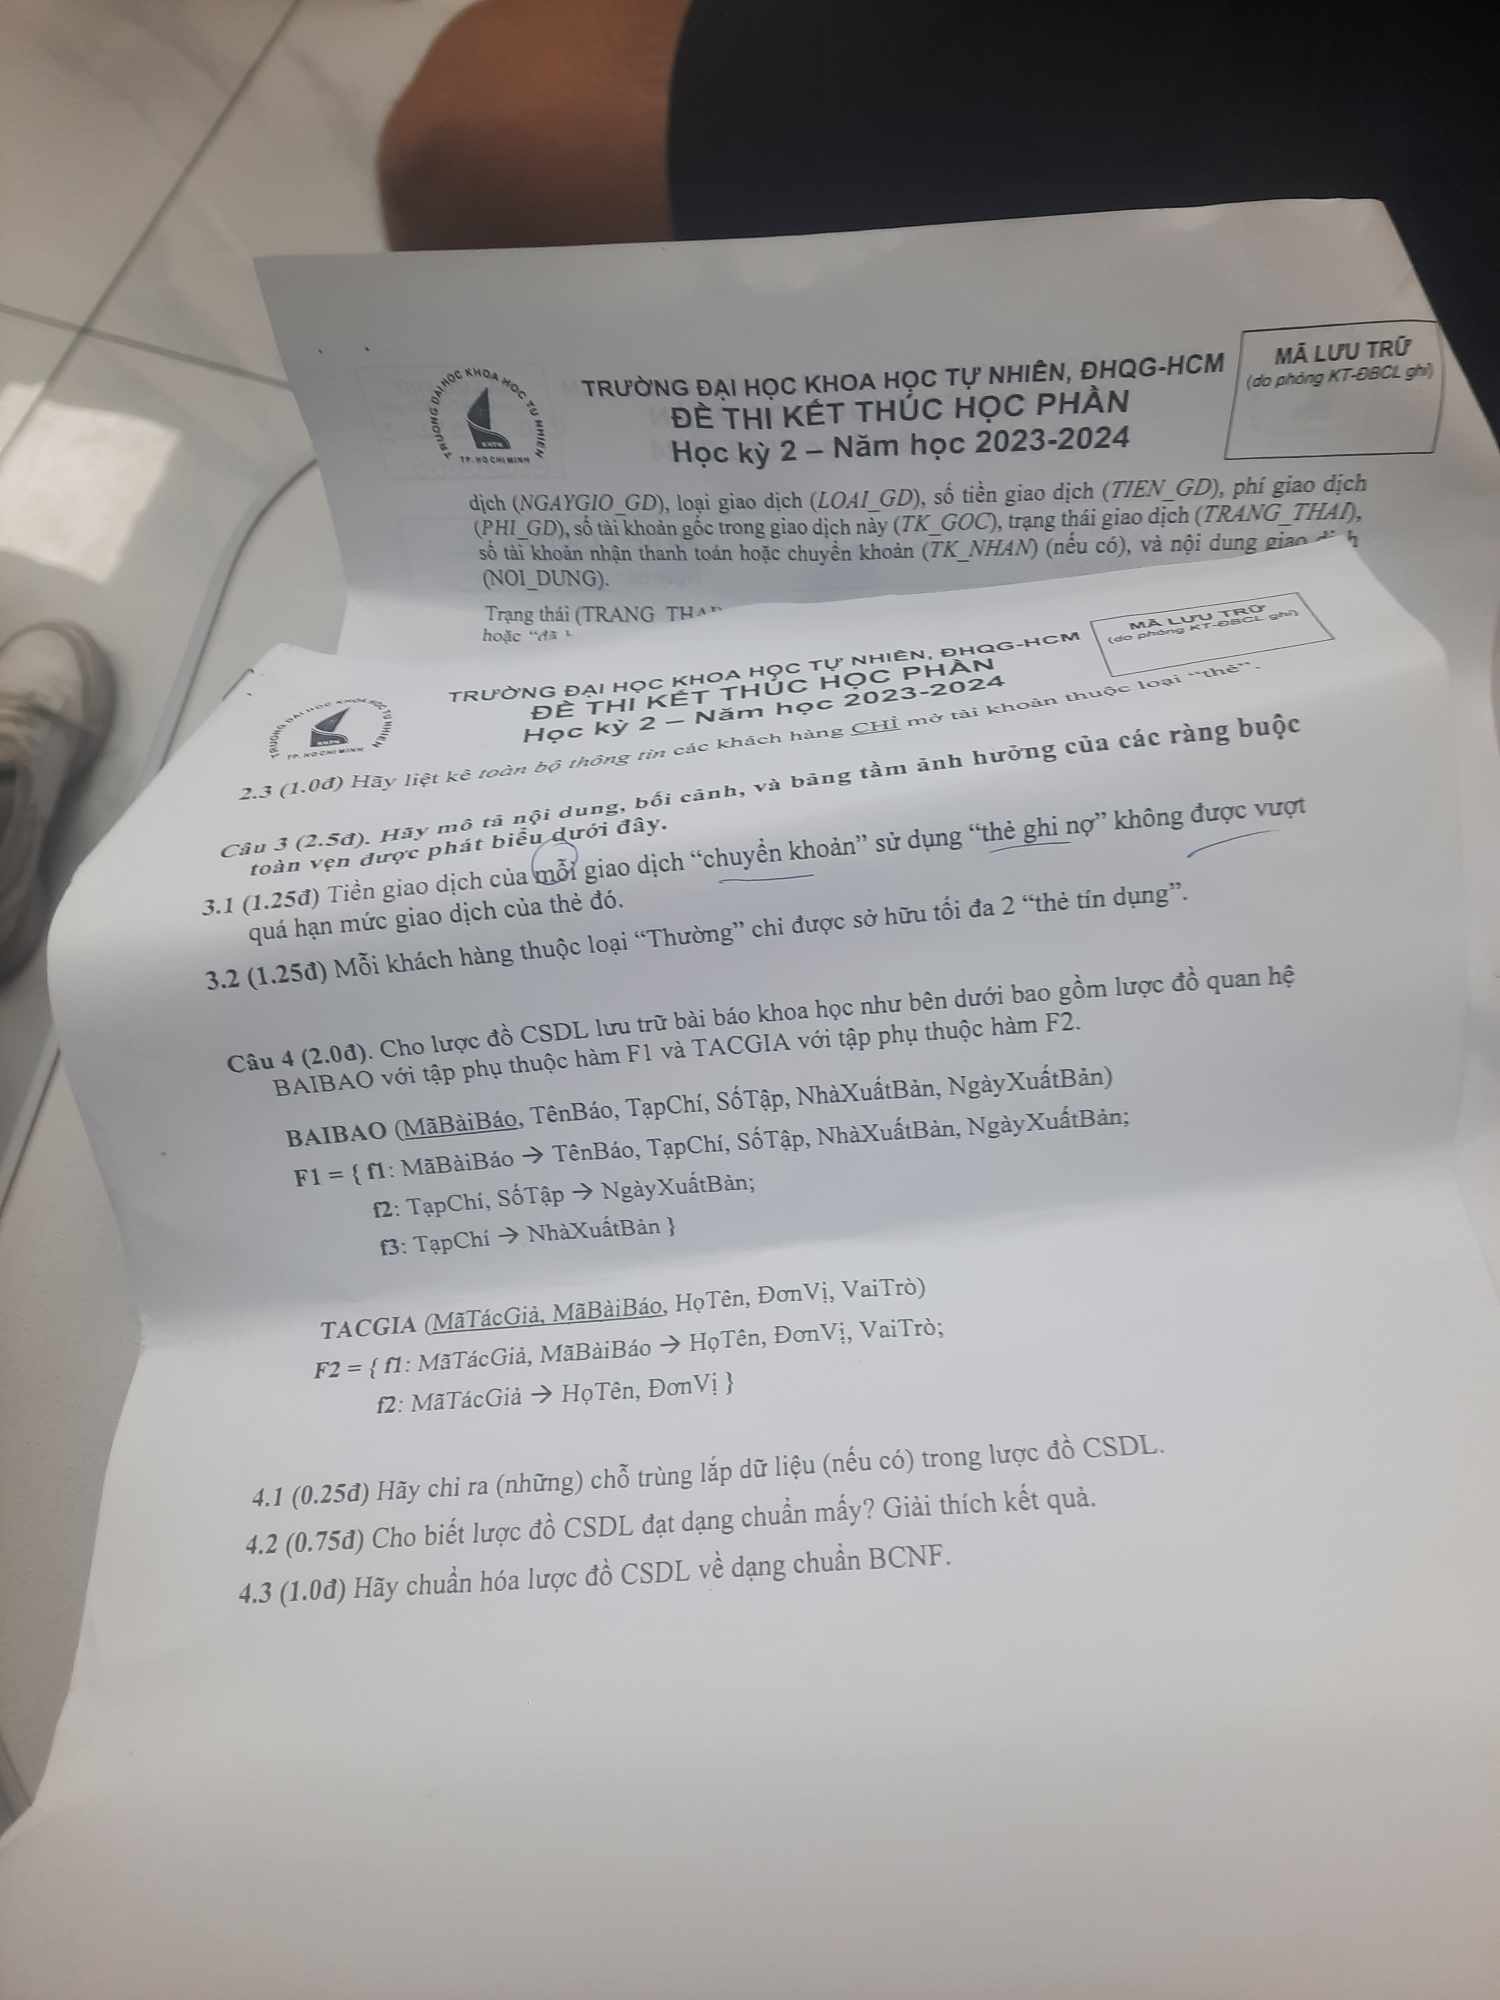 TRƯỜNG ĐẠI HỌC KHOA HỌC TỰ NHIÊN
KHTN
TP. HO CHI MINH
TRƯỜNG ĐẠI HỌC KHOA HỌC TỰ NHIÊN, ĐHQG-HCM
ĐỀ THI KẾT THÚC HỌC PHẦN
Học kỳ 2 – Năm học 2023-2024
MÃ LƯU TRỮ
(do phòng KT-ĐBCL ghi)
dịch (NGAYGIO_GD), loại giao dịch (LOAI_GD), số tiền giao dịch (TIEN_GD), phí giao dịch
(PHI_GD), số tài khoản gốc trong giao dịch này (TK_GOC), trạng thái giao dịch (TRANG_THAI),
số tài khoản nhận thanh toán hoặc chuyển khoản (TK_NHAN) (nếu có), và nội dung giao dịch
(NOI_DUNG).
Trạng thái (TRANG_THAI
hoặc “đã
TRƯỜNG ĐẠI HỌC KHOA HỌC TỰ NHIÊN
KHTN
TP. HO CHI MINH
TRƯỜNG ĐẠI HỌC KHOA HỌC TỰ NHIÊN, ĐHQG-HCM
ĐỀ THI KẾT THÚC HỌC PHẦN
Học kỳ 2 – Năm học 2023-2024
MÃ LƯU TRỮ
(do phòng KT-ĐBCL ghi)
2.3 (1.0đ) Hãy liệt kê toàn bộ thông tin các khách hàng CHỈ mở tài khoản thuộc loại “thẻ”.
Câu 3 (2.5đ). Hãy mô tả nội dung, bối cảnh, và bảng tầm ảnh hưởng của các ràng buộc
toàn vẹn được phát biểu dưới đây.
3.1 (1.25đ) Tiền giao dịch của mỗi giao dịch “chuyển khoản” sử dụng “thẻ ghi nợ” không được vượt
quá hạn mức giao dịch của thẻ đó.
3.2 (1.25đ) Mỗi khách hàng thuộc loại “Thường” chỉ được sở hữu tối đa 2 “thẻ tín dụng”.
Câu 4 (2.0đ). Cho lược đồ CSDL lưu trữ bài báo khoa học như bên dưới bao gồm lược đồ quan hệ
BAIBAO với tập phụ thuộc hàm F1 và TACGIA với tập phụ thuộc hàm F2.
BAIBAO (MãBàiBáo, TênBáo, TạpChí, SốTập, NhàXuấtBản, NgàyXuấtBản)
F1 = { f1: MãBàiBáo → TênBáo, TạpChí, SốTập, NhàXuấtBản, NgàyXuấtBản;
f2: TạpChí, SốTập → NgàyXuấtBản;
f3: TạpChí → NhàXuấtBản }
TACGIA (MãTácGiả, MãBàiBáo, HọTên, ĐơnVị, VaiTrò)
F2 = { f1: MãTácGiả, MãBàiBáo → HọTên, ĐơnVị, VaiTrò;
f2: MãTácGiả → HọTên, ĐơnVị }
4.1 (0.25đ) Hãy chỉ ra (những) chỗ trùng lắp dữ liệu (nếu có) trong lược đồ CSDL.
4.2 (0.75đ) Cho biết lược đồ CSDL đạt dạng chuẩn mấy? Giải thích kết quả.
4.3 (1.0đ) Hãy chuẩn hóa lược đồ CSDL về dạng chuẩn BCNF.